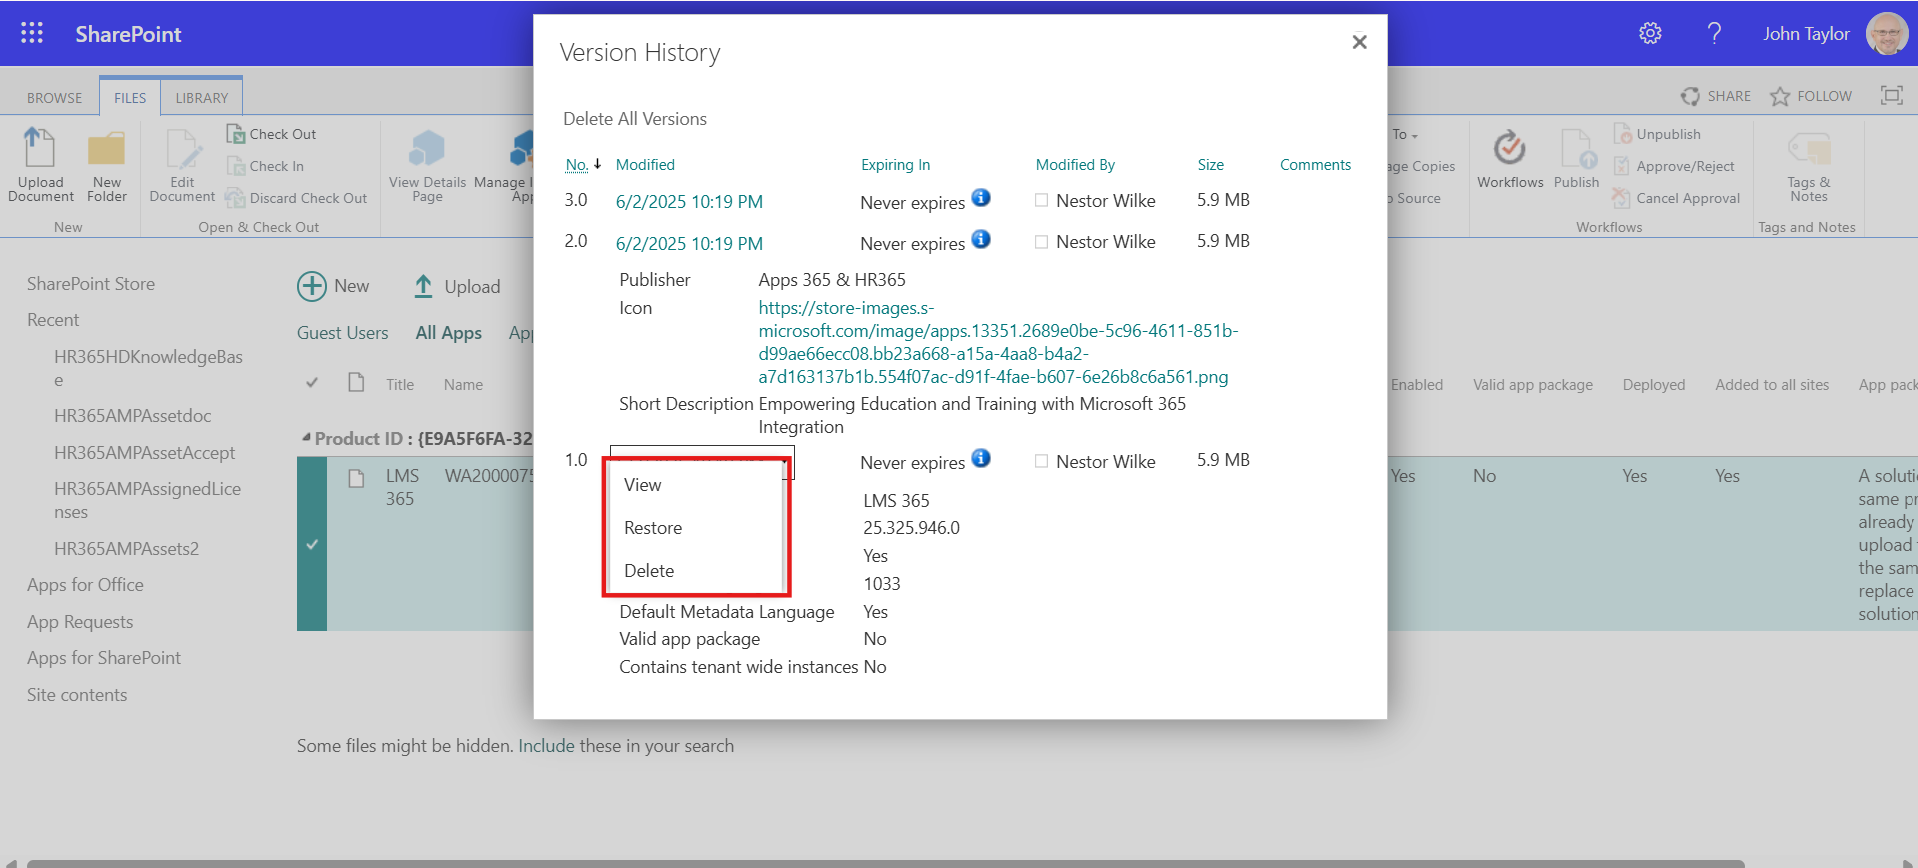 SharePoint
John Taylor
BROWSE
FILES
LIBRARY
SHARE
FOLLOW
Upload
Document
New
Folder
New
Edit
Document
Check Out
Check In
Discard Check Out
Open & Check Out
View Details
Page
Manage
To
Copies
Source
Workflows
Publish
Unpublish
Approve/Reject
Cancel Approval
Workflows
Tags &
Notes
Tags and Notes
SharePoint Store
Recent
HR365HDKnowledgeBas
e
HR365AMPAssetdoc
HR365AMPAssetAccept
HR365AMPAssignedLice
nses
HR365AMPAssets2
Apps for Office
App Requests
Apps for SharePoint
Site contents
New
Upload
Guest Users
All Apps
Title
Name
Enabled
Valid app package
Deployed
Added to all sites
App pack
Product ID : {E9A5F6FA-32
LMS
365
WA2000075
Yes
No
Yes
Yes
A soluti
same pr
already
upload
the sam
replace
solution
Some files might be hidden. Include these in your search
Version History
Delete All Versions
No. Modified Expiring In Modified By Size Comments
3.0 6/2/2025 10:19 PM Never expires Nestor Wilke 5.9 MB
2.0 6/2/2025 10:19 PM Never expires Nestor Wilke 5.9 MB
Publisher Apps 365 & HR365
Icon https://store-images.s-
microsoft.com/image/apps.13351.2689e0be-5c96-4611-851b-
d99ae66ecc08.bb23a668-a15a-4aa8-b4a2-
a7d163137b1b.554f07ac-d91f-4fae-b607-6e26b8c6a561.png
Short Description Empowering Education and Training with Microsoft 365
Integration
1.0 Never expires Nestor Wilke 5.9 MB
View
Restore
Delete
LMS 365
25.325.946.0
Yes
1033
Default Metadata Language Yes
Valid app package No
Contains tenant wide instances No